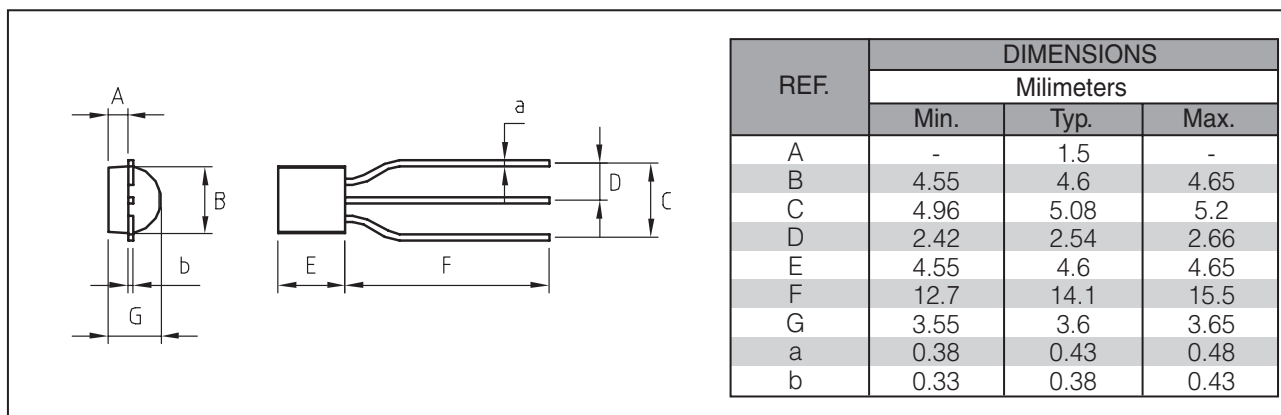 A
B
b
G
a
D
C
E
F
REF.
DIMENSIONS
Milimeters
Min. Typ. Max.
A - 1.5 -
B 4.55 4.6 4.65
C 4.96 5.08 5.2
D 2.42 2.54 2.66
E 4.55 4.6 4.65
F 12.7 14.1 15.5
G 3.55 3.6 3.65
a 0.38 0.43 0.48
b 0.33 0.38 0.43